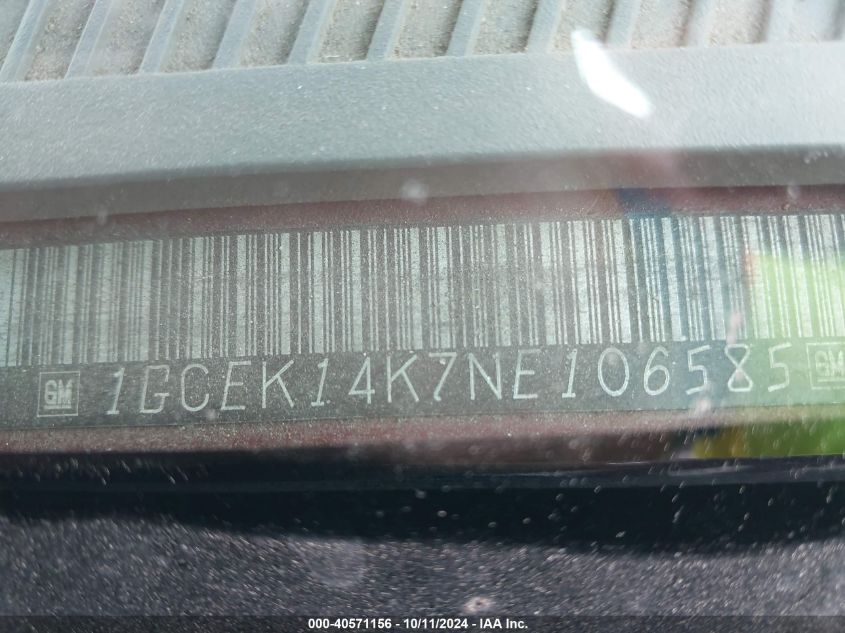 GM 1GCEK14K7NE106585 GM
000-40571156 - 10/11/2024 - IAA Inc.